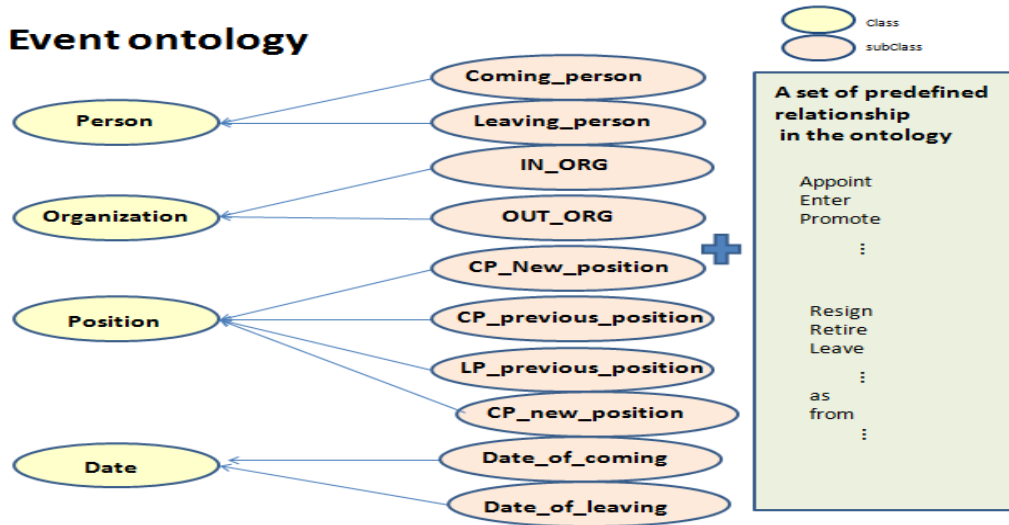 Event ontology
Class
subClass
Person
Organization
Position
Date
Coming_person
Leaving_person
IN_ORG
OUT_ORG
CP_New_position
CP_previous_position
LP_previous_position
CP_new_position
Date_of_coming
Date_of_leaving
A set of predefined
relationship
in the ontology
Appoint
Enter
Promote
⋮
Resign
Retire
Leave
⋮
as
from
⋮